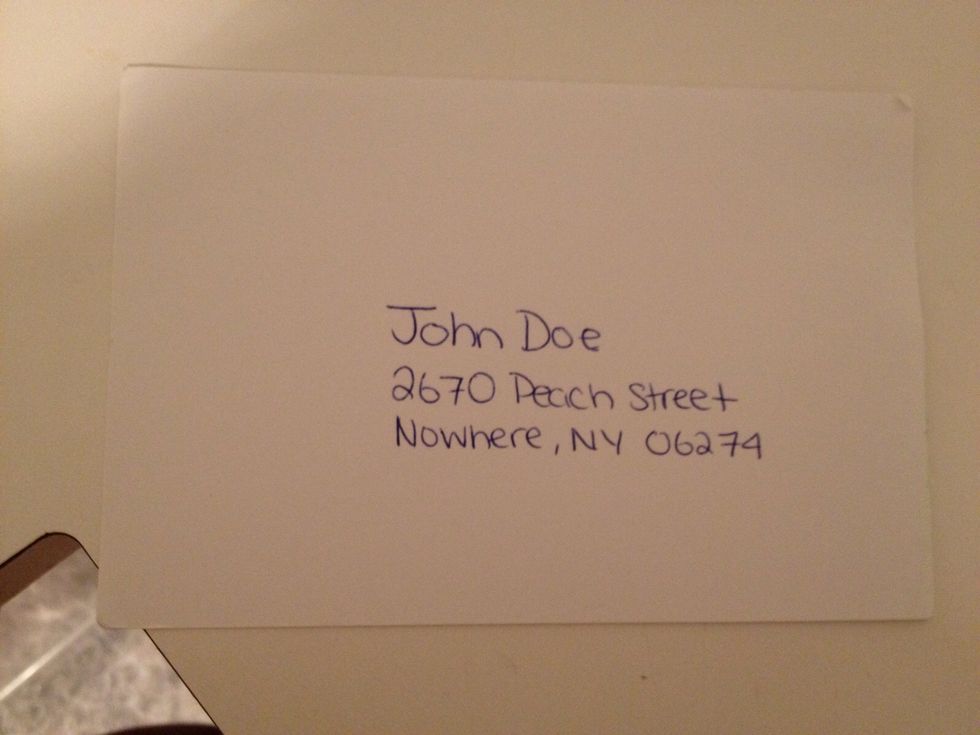 John Doe
2670 Peach Street
Nowhere, NY 06274